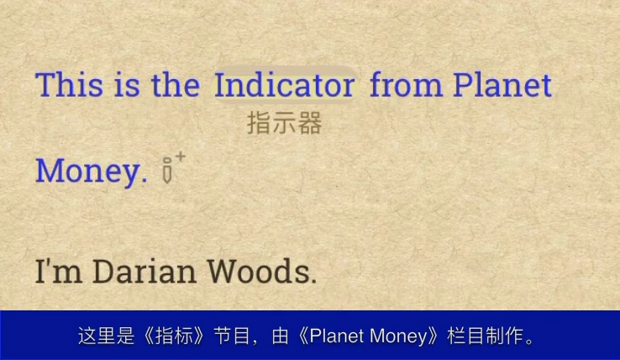 This is the Indicator from Planet
指示器
Money.
I'm Darian Woods.
这里是《指标》节目，由《Planet Money》栏目制作。